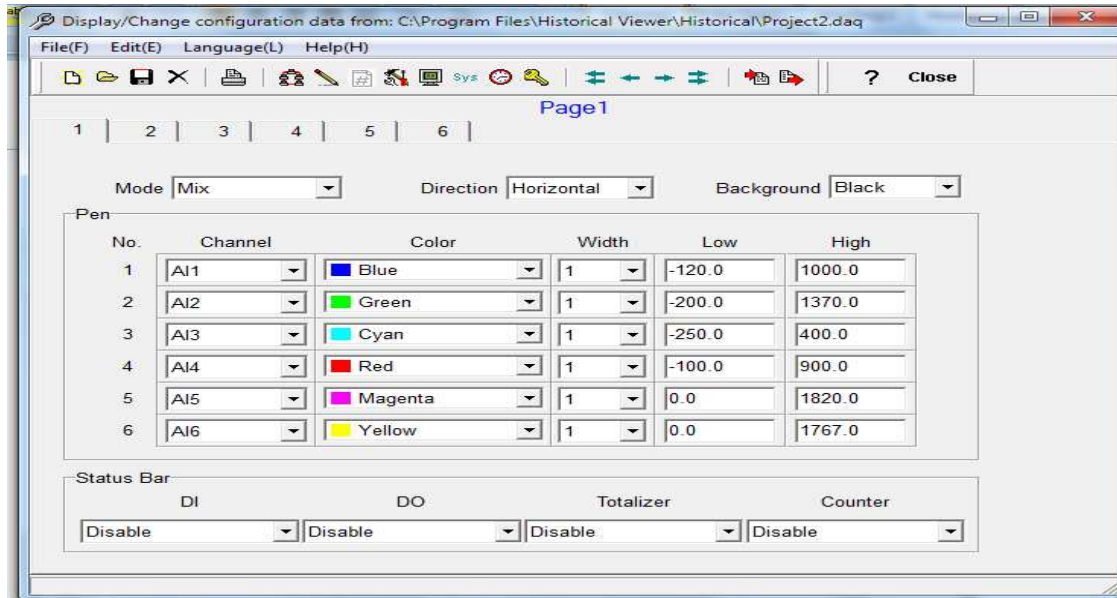 Display/Change configuration data from: C:\Program Files\Historical Viewer\Historical\Project2.daq
File(F) Edit(E) Language(L) Help(H)
# Sys ? Close
Page1
1 2 3 4 5 6
Mode Mix Direction Horizontal Background Black
Pen
No. Channel Color Width Low High
1 AI1 Blue 1 -120.0 1000.0
2 AI2 Green 1 -200.0 1370.0
3 AI3 Cyan 1 -250.0 400.0
4 AI4 Red 1 -100.0 900.0
5 AI5 Magenta 1 0.0 1820.0
6 AI6 Yellow 1 0.0 1767.0
Status Bar
DI DO Totalizer Counter
Disable Disable Disable Disable